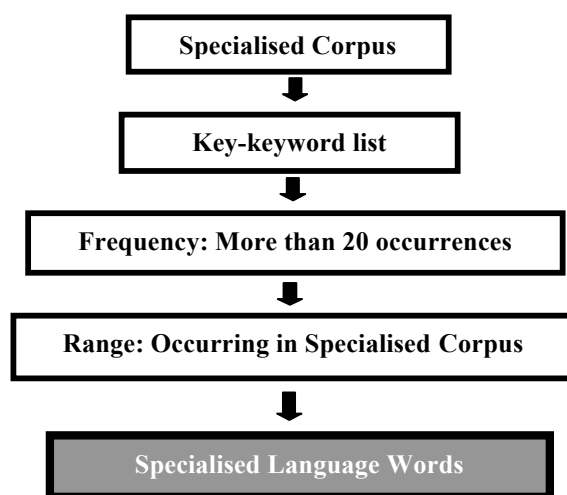 Specialised Corpus
Key-keyword list
Frequency: More than 20 occurrences
Range: Occurring in Specialised Corpus
Specialised Language Words